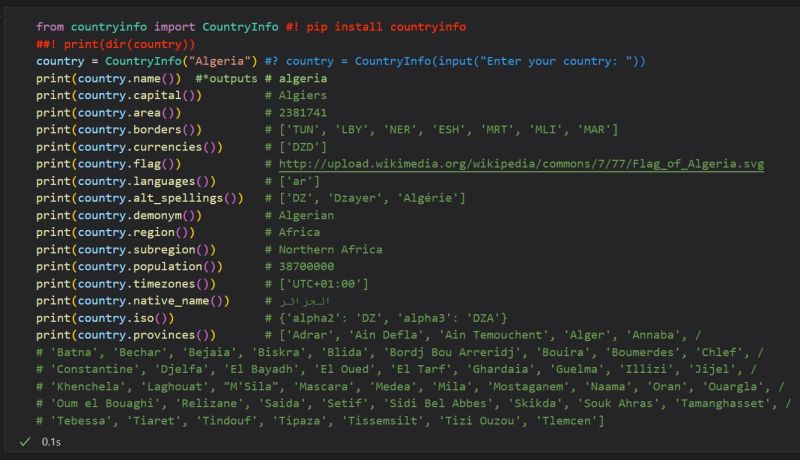 from countryinfo import CountryInfo #! pip install countryinfo
##! print(dir(country))
country = CountryInfo("Algeria") #? country = CountryInfo(input("Enter your country: "))
print(country.name())  #*outputs # algeria
print(country.capital())         # Algiers
print(country.area())            # 2381741
print(country.borders())         # ['TUN', 'LBY', 'NER', 'ESH', 'MRT', 'MLI', 'MAR']
print(country.currencies())      # ['DZD']
print(country.flag())            # http://upload.wikimedia.org/wikipedia/commons/7/77/Flag_of_Algeria.svg
print(country.languages())       # ['ar']
print(country.alt_spellings())   # ['DZ', 'Dzayer', 'Algérie']
print(country.demonym())         # Algerian
print(country.region())          # Africa
print(country.subregion())       # Northern Africa
print(country.population())      # 38700000
print(country.timezones())       # ['UTC+01:00']
print(country.native_name())     # الجزائر
print(country.iso())             # {'alpha2': 'DZ', 'alpha3': 'DZA'}
print(country.provinces())       # ['Adrar', 'Ain Defla', 'Ain Temouchent', 'Alger', 'Annaba', /
# 'Batna', 'Bechar', 'Bejaia', 'Biskra', 'Blida', 'Bordj Bou Arreridj', 'Bouira', 'Boumerdes', 'Chlef', /
# 'Constantine', 'Djelfa', 'El Bayadh', 'El Oued', 'El Tarf', 'Ghardaia', 'Guelma', 'Illizi', 'Jijel', /
# 'Khenchela', 'Laghouat', "M'Sila", 'Mascara', 'Medea', 'Mila', 'Mostaganem', 'Naama', 'Oran', 'Ouargla', /
# 'Oum el Bouaghi', 'Relizane', 'Saida', 'Setif', 'Sidi Bel Abbes', 'Skikda', 'Souk Ahras', 'Tamanghasset', /
# 'Tebessa', 'Tiaret', 'Tindouf', 'Tipaza', 'Tissemsilt', 'Tizi Ouzou', 'Tlemcen']
0.1s